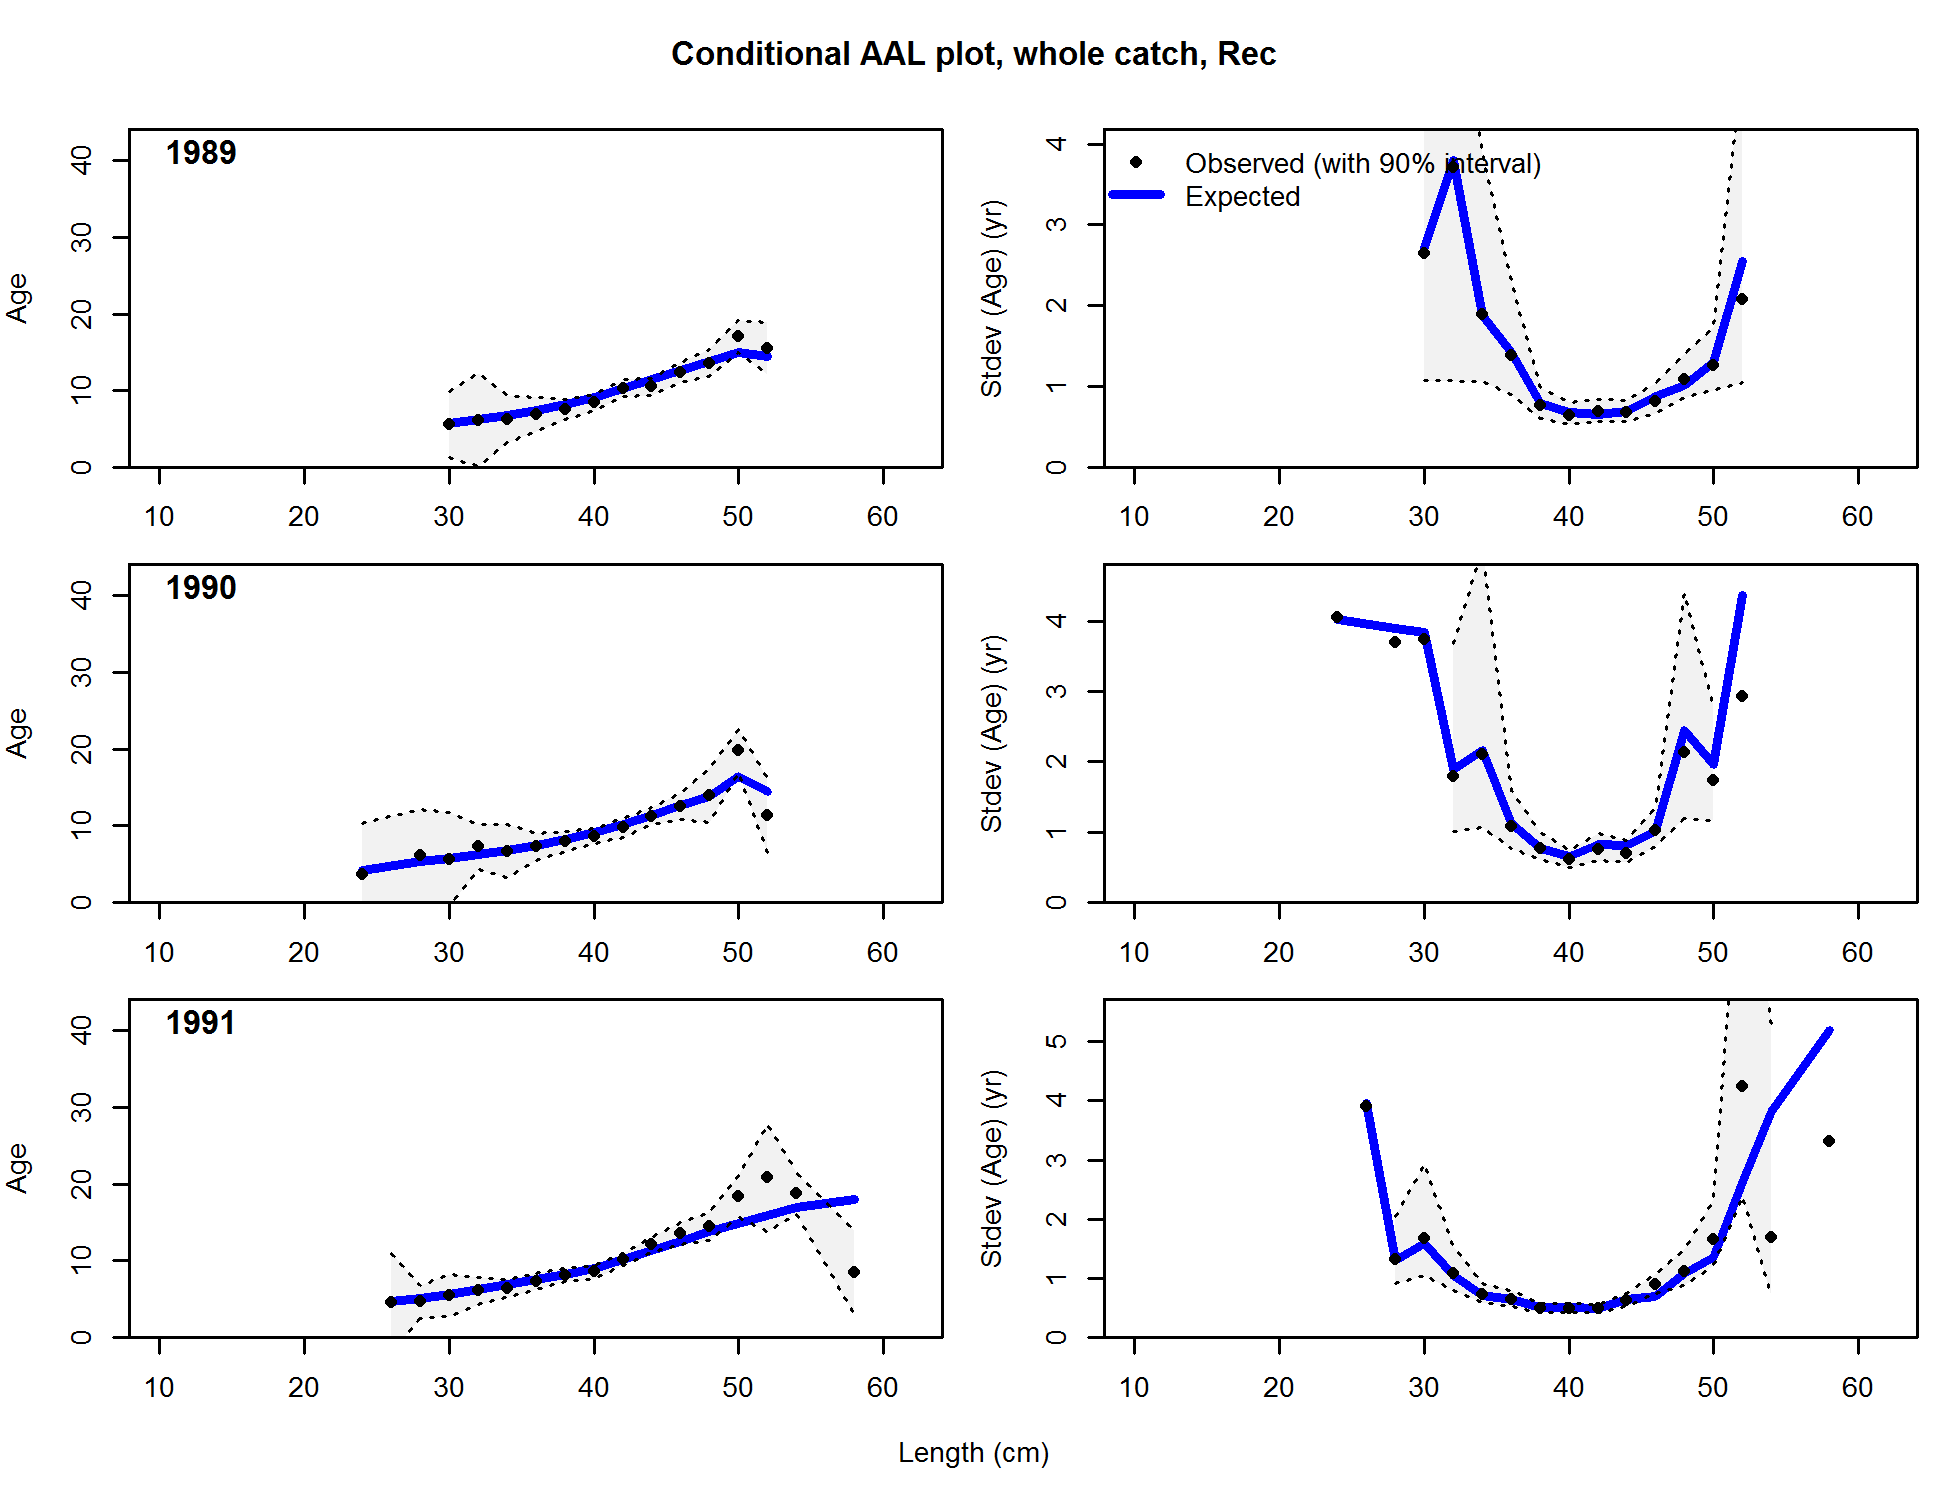 Conditional AAL plot, whole catch, Rec
1989
Age
0 10 20 30 40
10 20 30 40 50 60
Observed (with 90% interval)
Expected
Stdev (Age) (yr)
0 1 2 3 4
10 20 30 40 50 60
1990
Age
0 10 20 30 40
10 20 30 40 50 60
Stdev (Age) (yr)
0 1 2 3 4
10 20 30 40 50 60
1991
Age
0 10 20 30 40
10 20 30 40 50 60
Stdev (Age) (yr)
0 1 2 3 4 5
10 20 30 40 50 60
Length (cm)